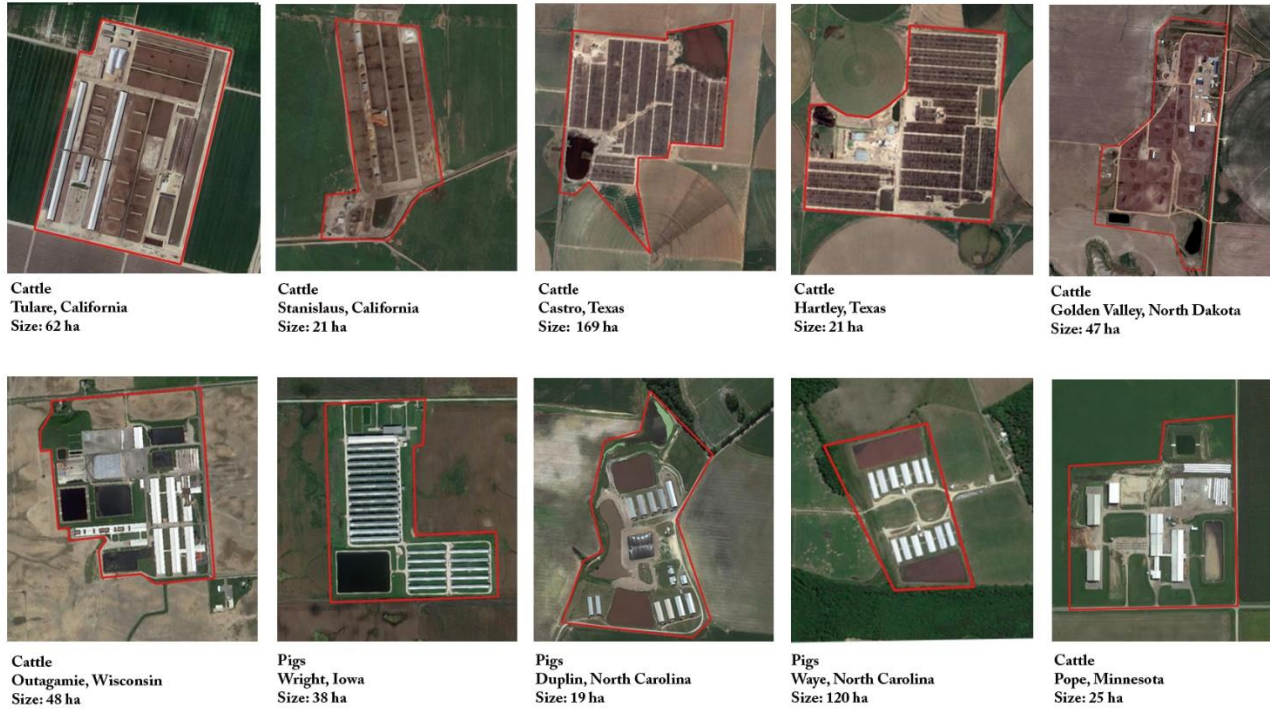 Cattle
Tulare, California
Size: 62 ha
Cattle
Stanislaus, California
Size: 21 ha
Cattle
Castro, Texas
Size: 169 ha
Cattle
Hartley, Texas
Size: 21 ha
Cattle
Golden Valley, North Dakota
Size: 47 ha
Cattle
Outagamie, Wisconsin
Size: 48 ha
Pigs
Wright, Iowa
Size: 38 ha
Pigs
Duplin, North Carolina
Size: 19 ha
Pigs
Waye, North Carolina
Size: 120 ha
Cattle
Pope, Minnesota
Size: 25 ha